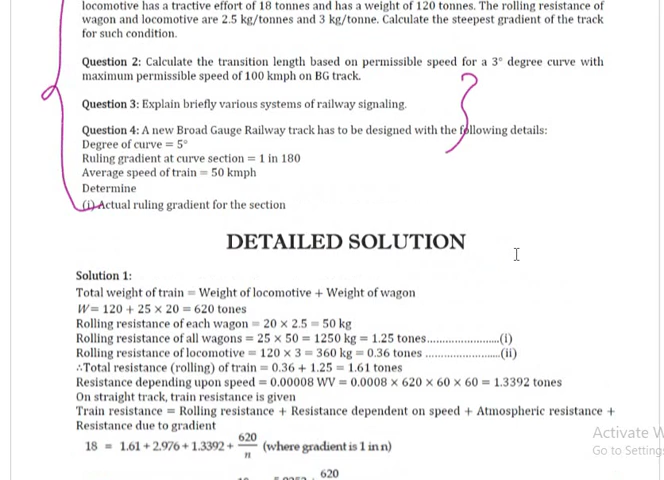 locomotive has a tractive effort of 18 tonnes and has a weight of 120 tonnes. The rolling resistance of
wagon and locomotive are 2.5 kg/tonnes and 3 kg/tonne. Calculate the steepest gradient of the track
for such condition.
Question 2: Calculate the transition length based on permissible speed for a 3° degree curve with
maximum permissible speed of 100 kmph on BG track.
Question 3: Explain briefly various systems of railway signaling.
Question 4: A new Broad Gauge Railway track has to be designed with the following details:
Degree of curve = 5°
Ruling gradient at curve section = 1 in 180
Average speed of train = 50 kmph
Determine
(i) Actual ruling gradient for the section
DETAILED SOLUTION
Solution 1:
Total weight of train = Weight of locomotive + Weight of wagon
W= 120 + 25 × 20 = 620 tones
Rolling resistance of each wagon = 20 × 2.5 = 50 kg
Rolling resistance of all wagons = 25 × 50 = 1250 kg = 1.25 tones........................(i)
Rolling resistance of locomotive = 120 × 3 = 360 kg = 0.36 tones .........................(ii)
∴Total resistance (rolling) of train = 0.36 + 1.25 = 1.61 tones
Resistance depending upon speed = 0.00008 WV = 0.0008 × 620 × 60 × 60 = 1.3392 tones
On straight track, train resistance is given
Train resistance = Rolling resistance + Resistance dependent on speed + Atmospheric resistance +
Resistance due to gradient
18 = 1.61 + 2.976 + 1.3392 + 620/n (where gradient is 1 in n)
620
Activate W
Go to Setting